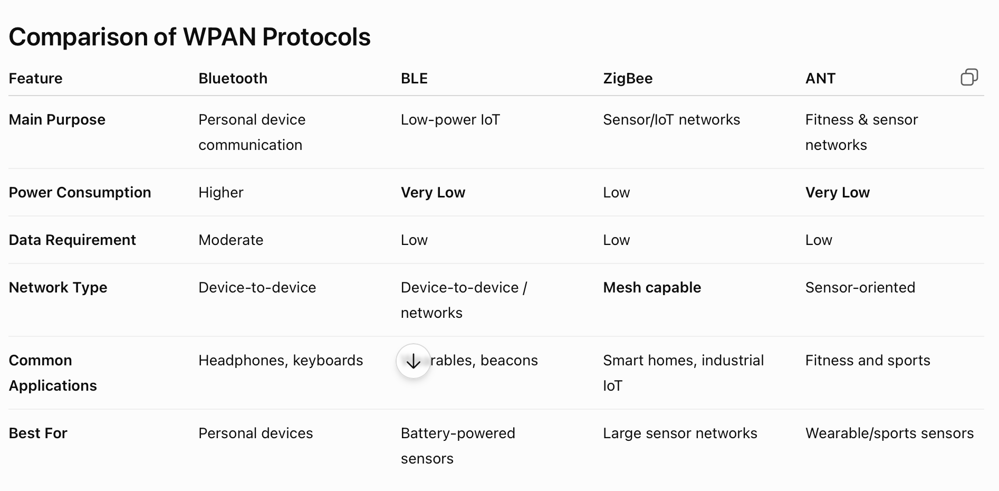 Comparison of WPAN Protocols
Feature Bluetooth BLE ZigBee ANT
Main Purpose Personal device Low-power IoT Sensor/IoT networks Fitness & sensor
communication networks
Power Consumption Higher Very Low Low Very Low
Data Requirement Moderate Low Low Low
Network Type Device-to-device Device-to-device / Mesh capable Sensor-oriented
networks
Common Headphones, keyboards beacons Smart homes, industrial Fitness and sports
Applications IoT
Best For Personal devices Battery-powered Large sensor networks Wearable/sports sensors
sensors